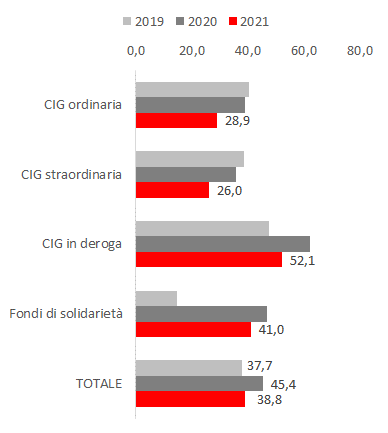 2019 2020 2021
0,0 20,0 40,0 60,0 80,0
CIG ordinaria
28,9
CIG straordinaria
26,0
CIG in deroga
52,1
Fondi di solidarietà
41,0
37,7
TOTALE 45,4
38,8